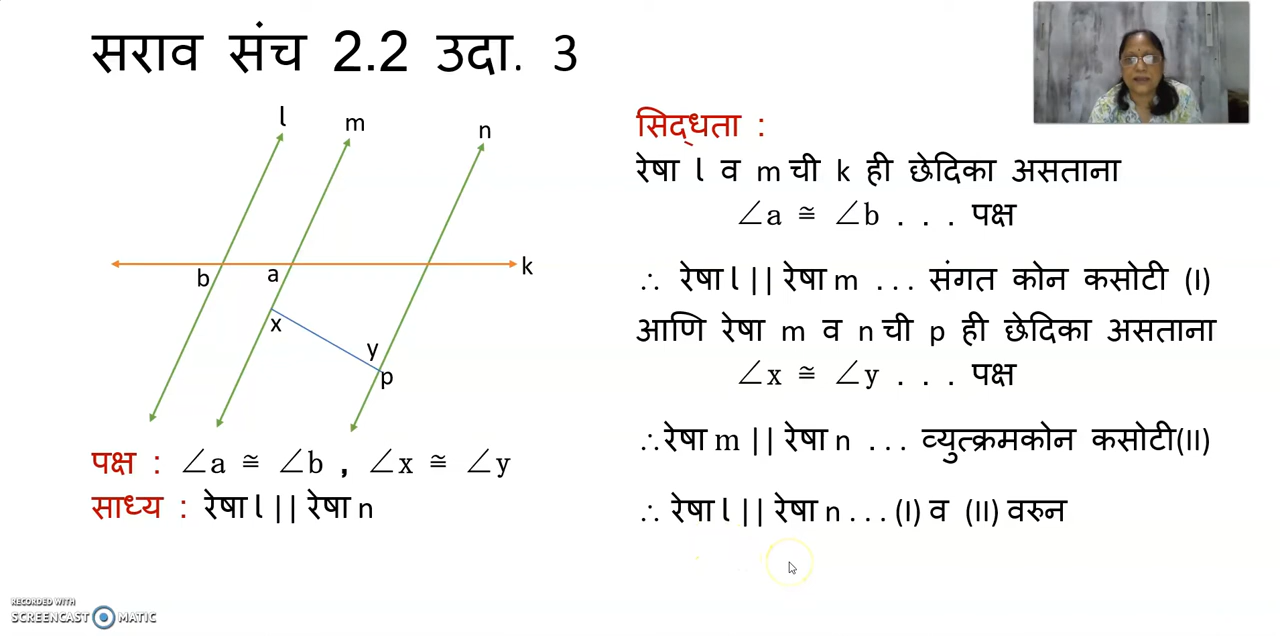 सराव संच 2.2 उदा. 3
l
m
n
k
b
a
x
y
p
पक्ष : ∠a ≅ ∠b , ∠x ≅ ∠y
साध्य : रेषा l || रेषा n
सिद्धता :
रेषा l व m ची k ही छेदिका असताना
∠a ≅ ∠b . . . पक्ष
∴ रेषा l || रेषा m . . . संगत कोन कसोटी (I)
आणि रेषा m व n ची p ही छेदिका असताना
∠x ≅ ∠y . . . पक्ष
∴रेषा m || रेषा n . . . व्युत्क्रमकोन कसोटी(II)
∴ रेषा l || रेषा n . . . (I) व (II) वरुन
RECORDED WITH
SCREENCAST MATIC